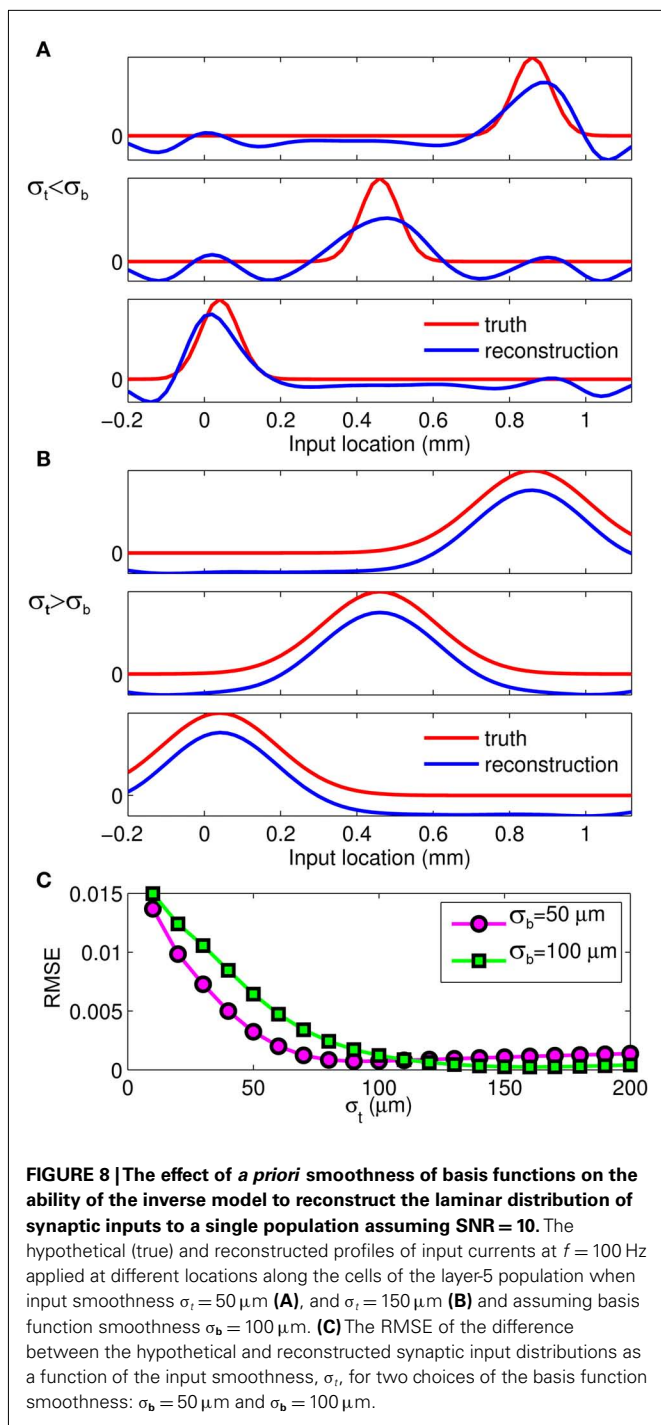 A
0
σt<σb
0
truth
reconstruction
0
−0.2 0 0.2 0.4 0.6 0.8 1
Input location (mm)
B
0
σt>σb
0
truth
reconstruction
0
−0.2 0 0.2 0.4 0.6 0.8 1
Input location (mm)
C
0.015
σb=50 μm
0.01
σb=100 μm
RMSE
0.005
0
0 50 100 150 200
σt(μm)
FIGURE 8 | The effect of a priori smoothness of basis functions on the
ability of the inverse model to reconstruct the laminar distribution of
synaptic inputs to a single population assuming SNR = 10. The
hypothetical (true) and reconstructed profiles of input currents at f = 100 Hz
applied at different locations along the cells of the layer-5 population when
input smoothness σt = 50 μm (A), and σt = 150 μm (B) and assuming basis
function smoothness σb = 100 μm. (C) The RMSE of the difference
between the hypothetical and reconstructed synaptic input distributions as
a function of the input smoothness, σt, for two choices of the basis function
smoothness: σb = 50 μm and σb = 100 μm.